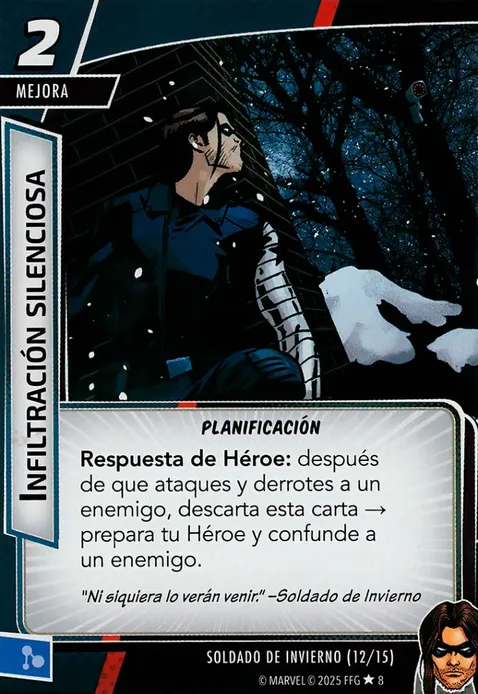 2
MEJORA
INFILTRACIÓN SILENCIOSA
PLANIFICACIÓN
Respuesta de Héroe: después
de que ataques y derrotes a un
enemigo, descarta esta carta →
prepara tu Héroe y confunde a
un enemigo.
"Ni siquiera lo verán venir." –Soldado de Invierno
SOLDADO DE INVIERNO (12/15)
© MARVEL © 2025 FFG ★ 8